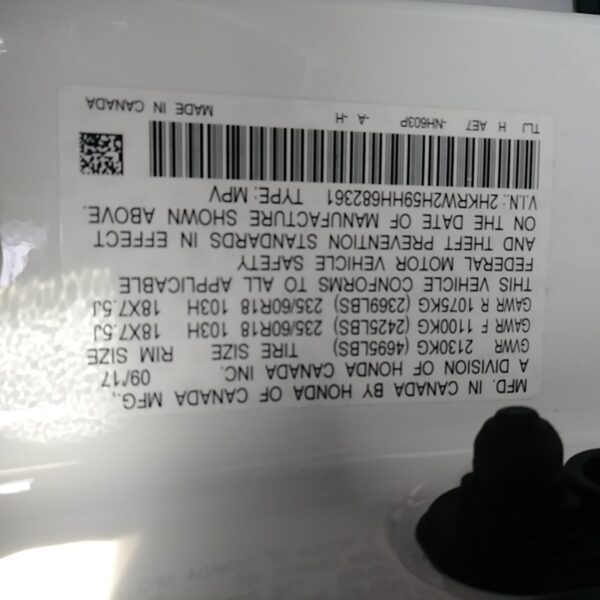 MFD. IN CANADA BY HONDA OF CANADA MFG.,
A DIVISION OF HONDA CANADA INC. 09/17
GVWR 2130KG (4695LBS) TIRE SIZE RIM SIZE
GAWR F 1100KG (2425LBS) 235/60R18 103H 18X7.5J
GAWR R 1075KG (2369LBS) 235/60R18 103H 18X7.5J
THIS VEHICLE CONFORMS TO ALL APPLICABLE
FEDERAL MOTOR VEHICLE SAFETY
AND THEFT PREVENTION STANDARDS IN EFFECT
ON THE DATE OF MANUFACTURE SHOWN ABOVE.
V.I.N.: 2HKRW2H59HH682361 TYPE: MPV
TLJ H AE7 -NH603P -A -H MADE IN CANADA